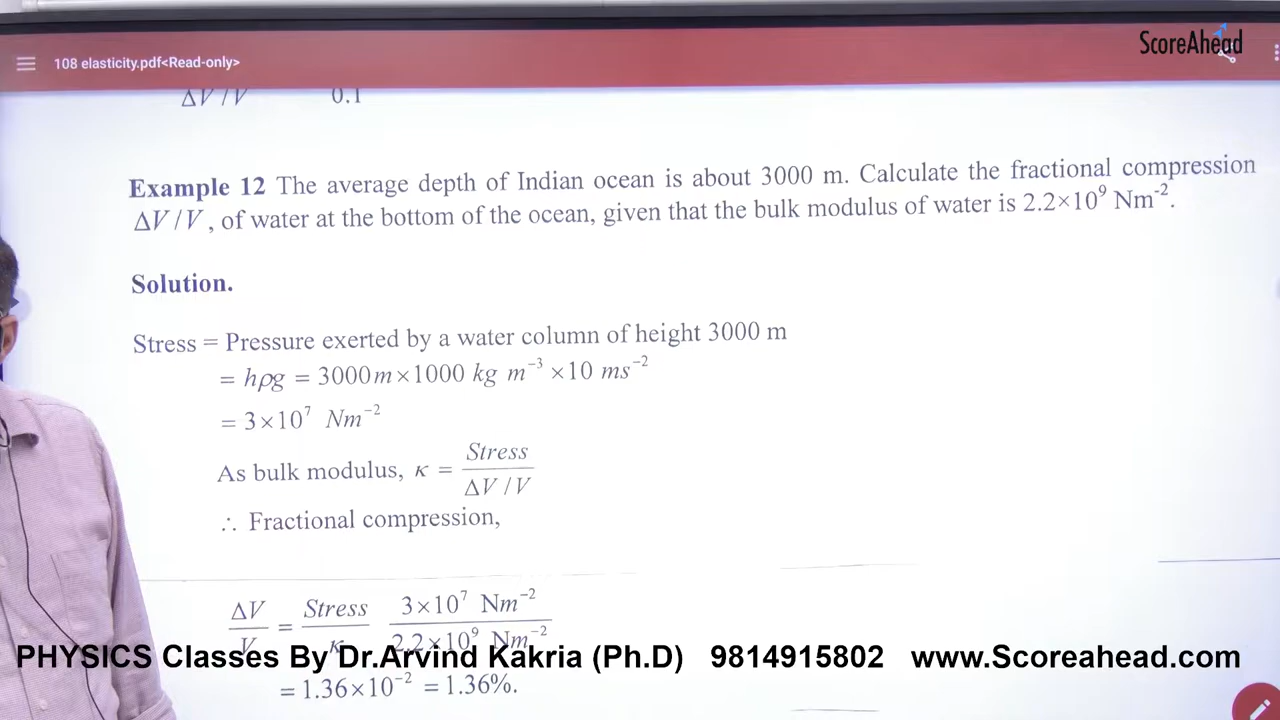 ScoreAhead
108 elasticity.pdf<Read-only>
ΔV/V 0.1
Example 12 The average depth of Indian ocean is about 3000 m. Calculate the fractional compression
ΔV/V, of water at the bottom of the ocean, given that the bulk modulus of water is 2.2×10⁹ Nm⁻².
Solution.
Stress = Pressure exerted by a water column of height 3000 m
= hρg = 3000m×1000 kg m⁻³ ×10 ms⁻²
= 3×10⁷ Nm⁻²
As bulk modulus, κ = Stress / ΔV/V
∴ Fractional compression,
ΔV/V = Stress/κ 3×10⁷ Nm⁻² / 2.2×10⁹ Nm⁻²
PHYSICS Classes By Dr.Arvind Kakria (Ph.D) 9814915802 www.Scoreahead.com
= 1.36×10⁻² = 1.36%.